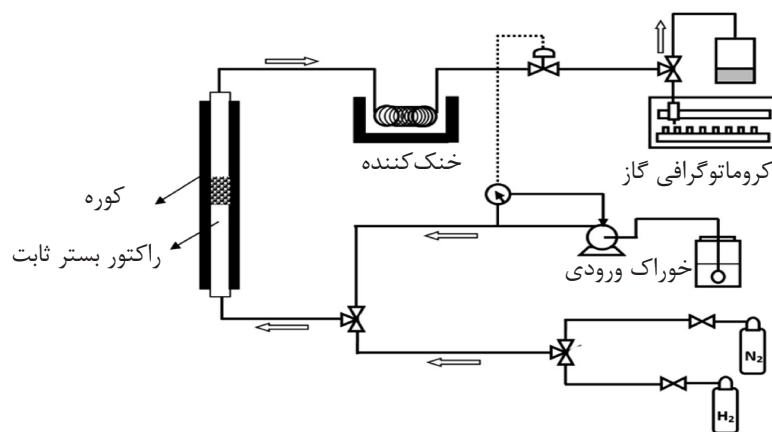 خنک‌کننده
کروماتوگرافی گاز
کوره
راکتور بستر ثابت
خوراک ورودی
N₂
H₂